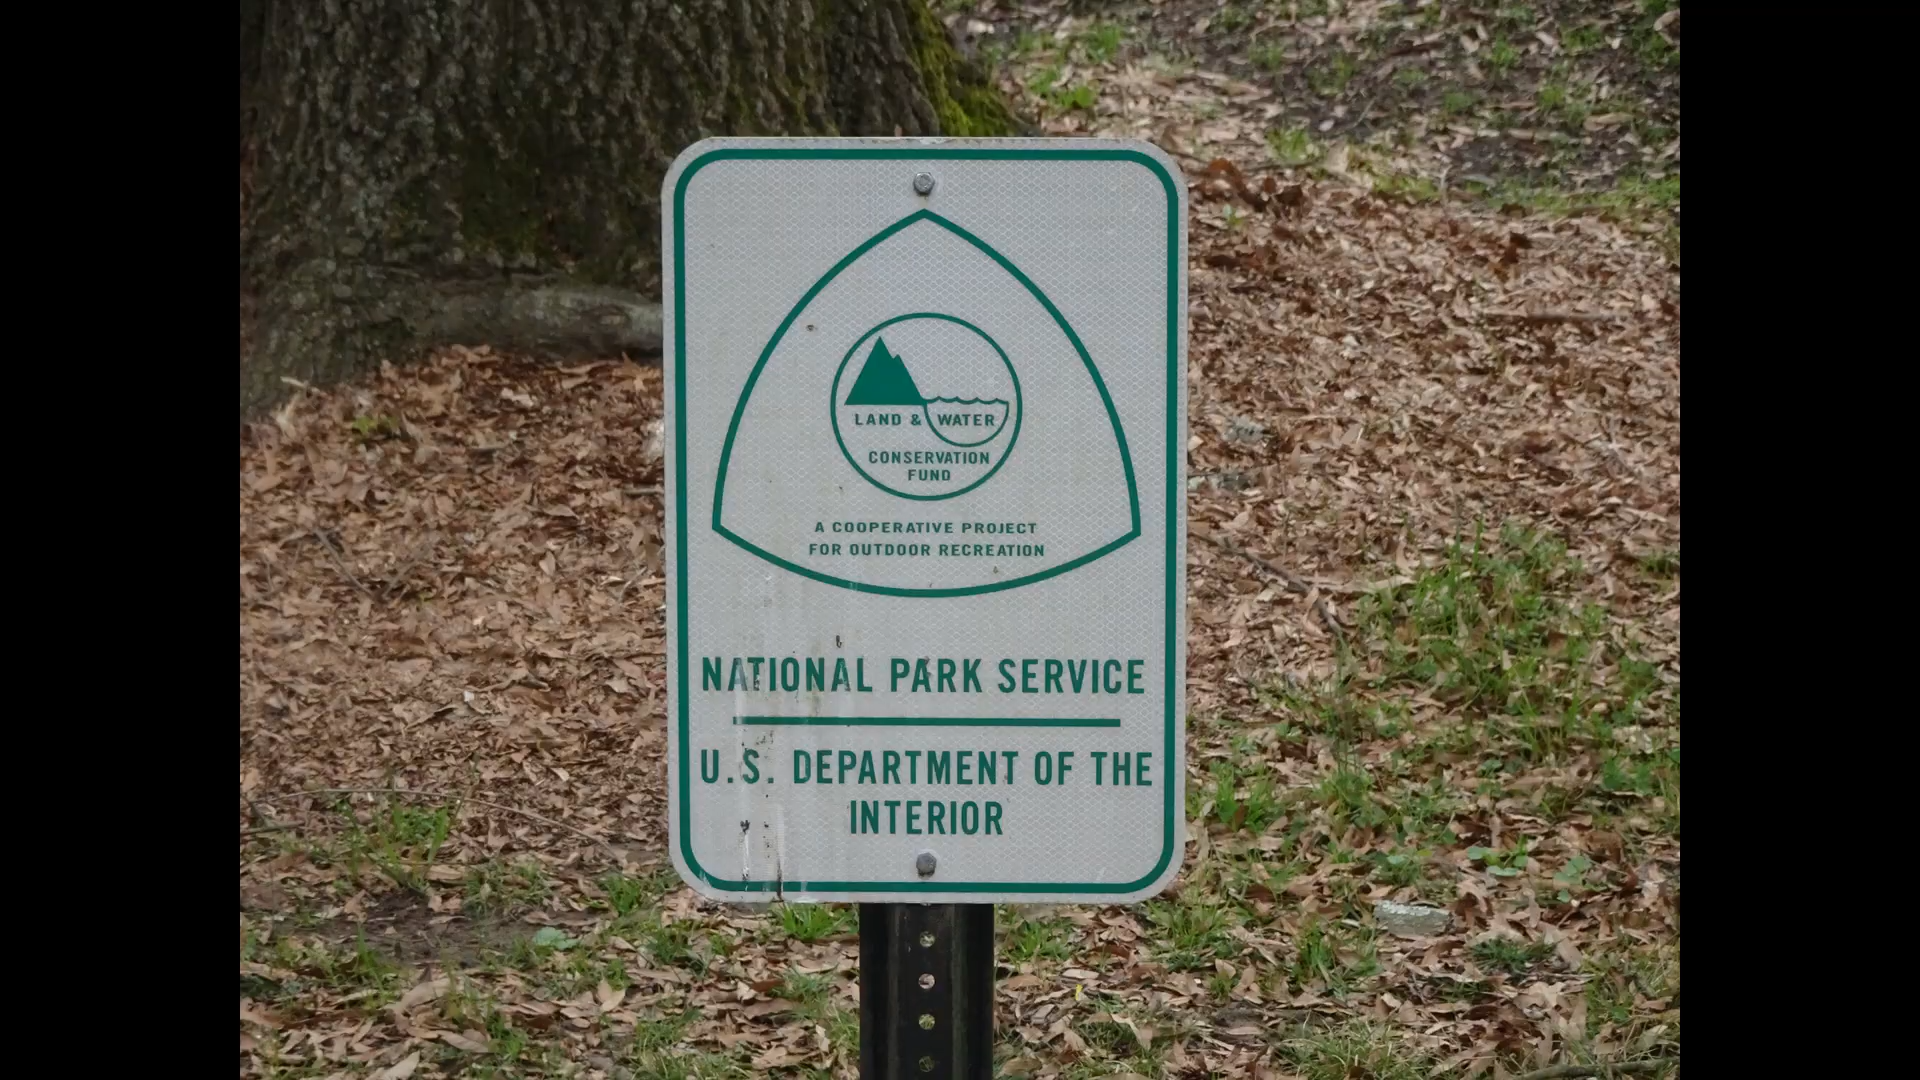 LAND & WATER
CONSERVATION
FUND
A COOPERATIVE PROJECT
FOR OUTDOOR RECREATION
NATIONAL PARK SERVICE
U.S. DEPARTMENT OF THE
INTERIOR